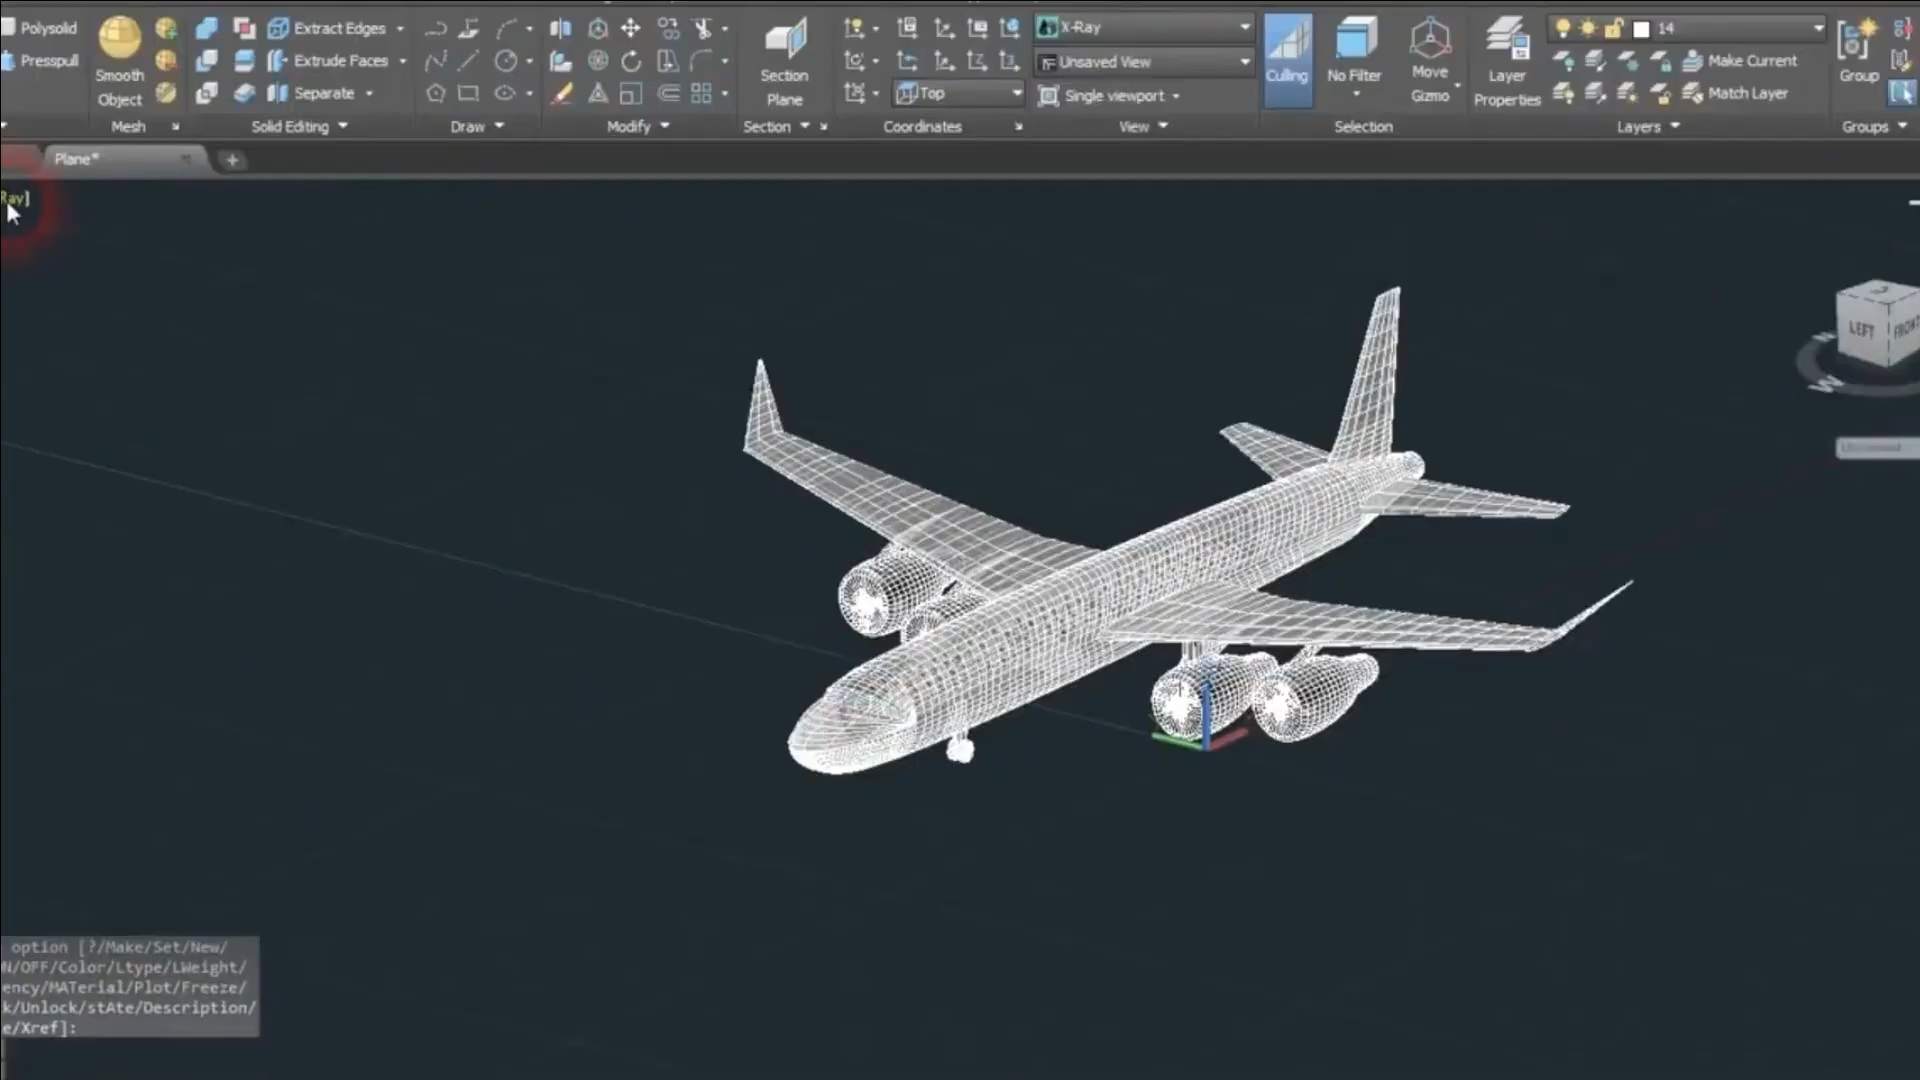 Polysolid
Presspull
Smooth
Object
Mesh
Extract Edges
Extrude Faces
Separate
Solid Editing
Draw
Modify
Section
Plane
Section
Top
Coordinates
X-Ray
Unsaved View
Single viewport
View
Culling
No Filter
Move
Gizmo
Selection
Layer
Properties
14
Make Current
Match Layer
Layers
Group
Groups
Plane*
Ray]
LEFT
FRONT
W
option [?/Make/Set/New/
N/OFF/Color/Ltype/LWeight/
ency/MATerial/Plot/Freeze/
k/Unlock/stAte/Description/
e/Xref]: